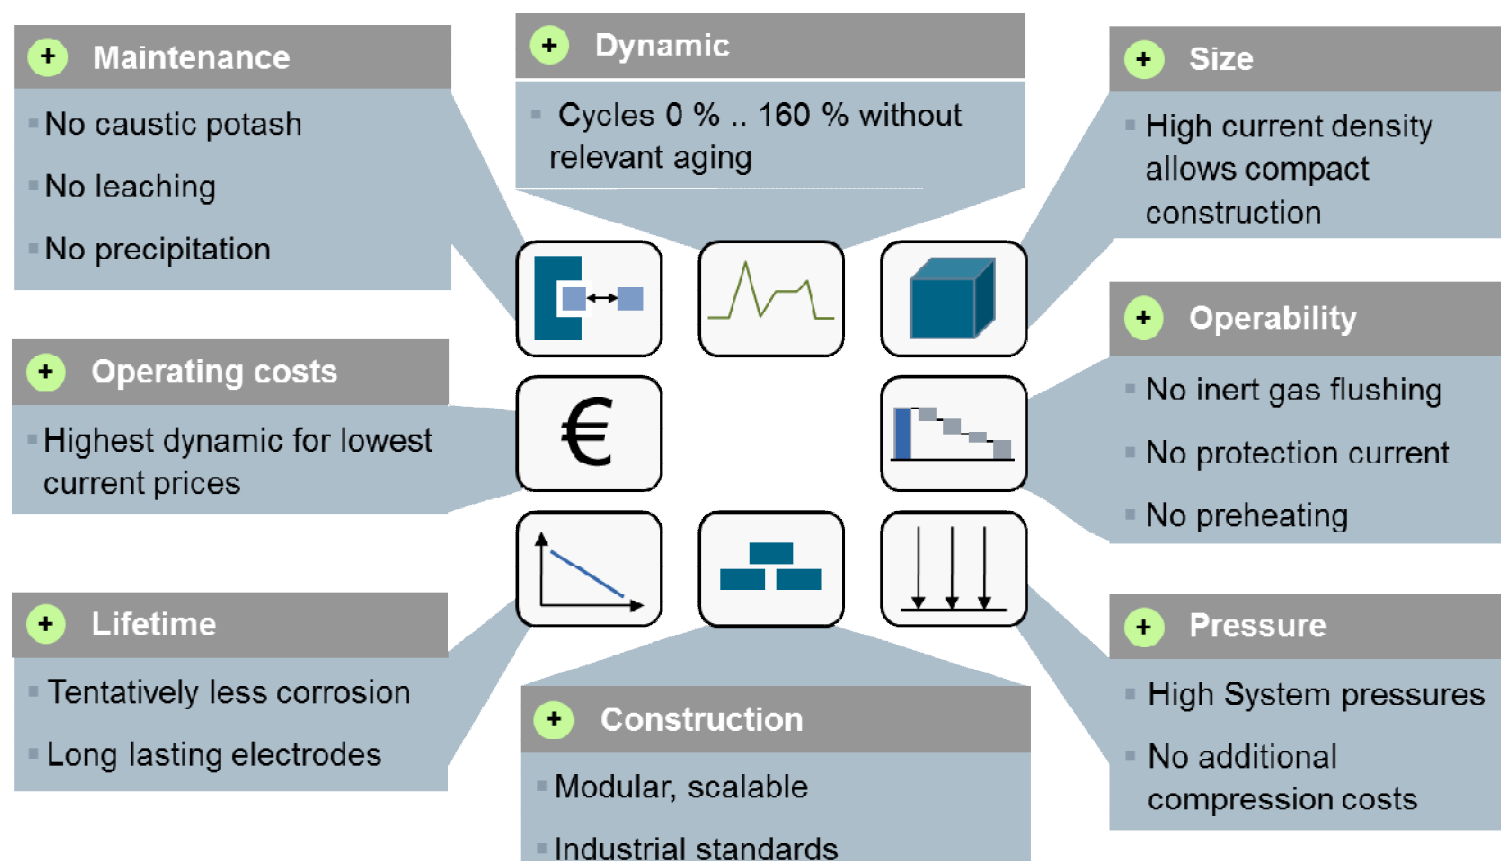 + Maintenance
No caustic potash
No leaching
No precipitation
+ Dynamic
Cycles 0 % .. 160 % without
relevant aging
+ Size
High current density
allows compact
construction
+ Operating costs
Highest dynamic for lowest
current prices
€
+ Operability
No inert gas flushing
No protection current
No preheating
+ Lifetime
Tentatively less corrosion
Long lasting electrodes
+ Construction
Modular, scalable
Industrial standards
+ Pressure
High System pressures
No additional
compression costs